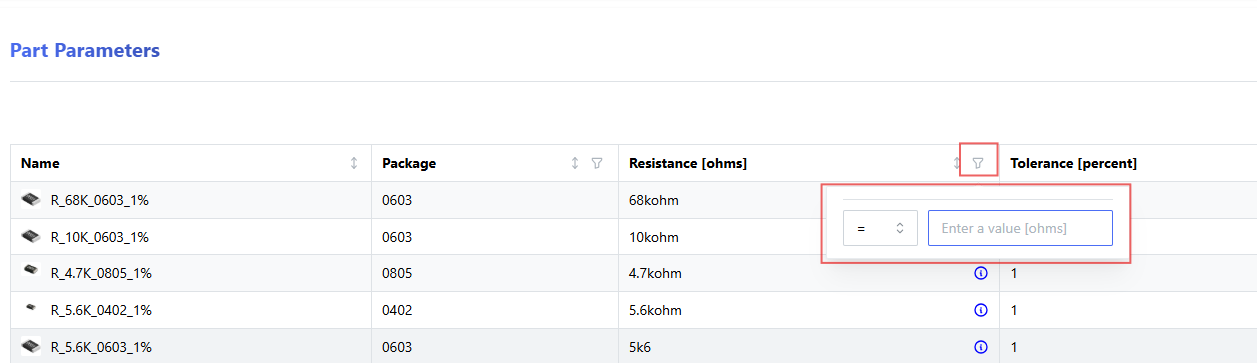 Part Parameters
Name Package Resistance [ohms] Tolerance [percent]
R_68K_0603_1% 0603 68kohm
= Enter a value [ohms]
R_10K_0603_1% 0603 10kohm
R_4.7K_0805_1% 0805 4.7kohm 1
R_5.6K_0402_1% 0402 5.6kohm 1
R_5.6K_0603_1% 0603 5k6 1